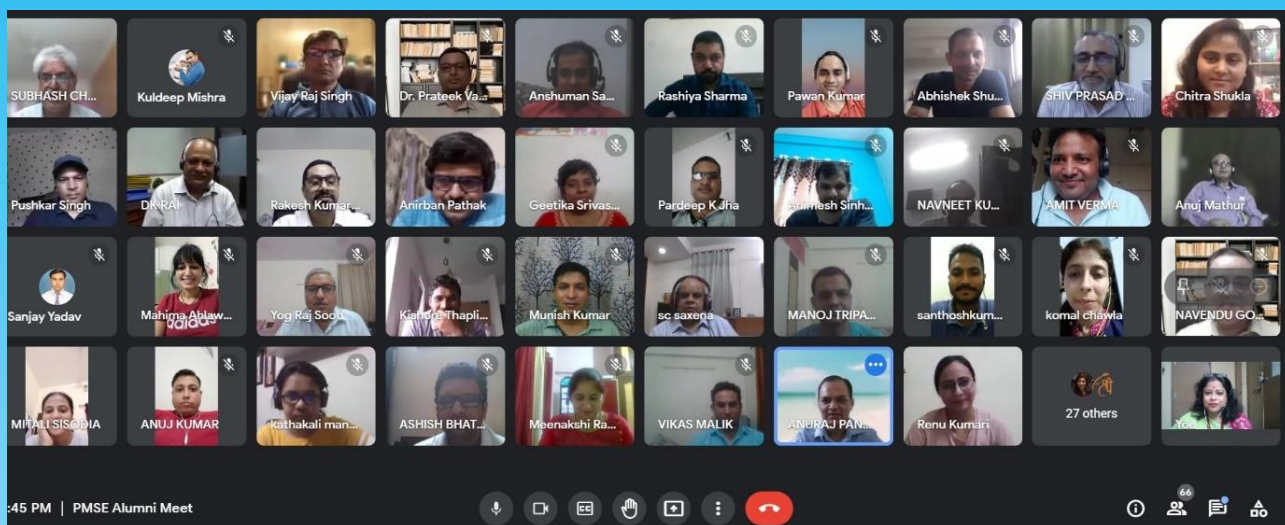 SUBHASH CH...
Kuldeep Mishra
Vijay Raj Singh
Dr. Prateek Va...
Anshuman Sa...
Rashiya Sharma
Pawan Kumar
Abhishek Shu...
SHIV PRASAD ...
Chitra Shukla
Pushkar Singh
DK RAI
Rakesh Kumar...
Anirban Pathak
Geetika Srivas...
Pardeep K Jha
Animesh Sinh...
NAVNEET KU...
AMIT VERMA
Anuj Mathur
Sanjay Yadav
Mahima Ahlaw...
Yog Raj Sood
Kishore Thapli...
Munish Kumar
sc saxena
MANOJ TRIPA...
santhoshkum...
komal chawla
NAVENDU GO...
MITALI SISODIA
ANUJ KUMAR
kathakali man...
ASHISH BHAT...
Meenakshi Ra...
VIKAS MALIK
ANURAJ PAN...
Renu Kumari
27 others
You
:45 PM | PMSE Alumni Meet
CC
66